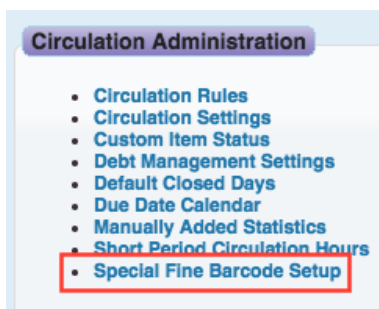 Circulation Administration
Circulation Rules
Circulation Settings
Custom Item Status
Debt Management Settings
Default Closed Days
Due Date Calendar
Manually Added Statistics
Short Period Circulation Hours
Special Fine Barcode Setup